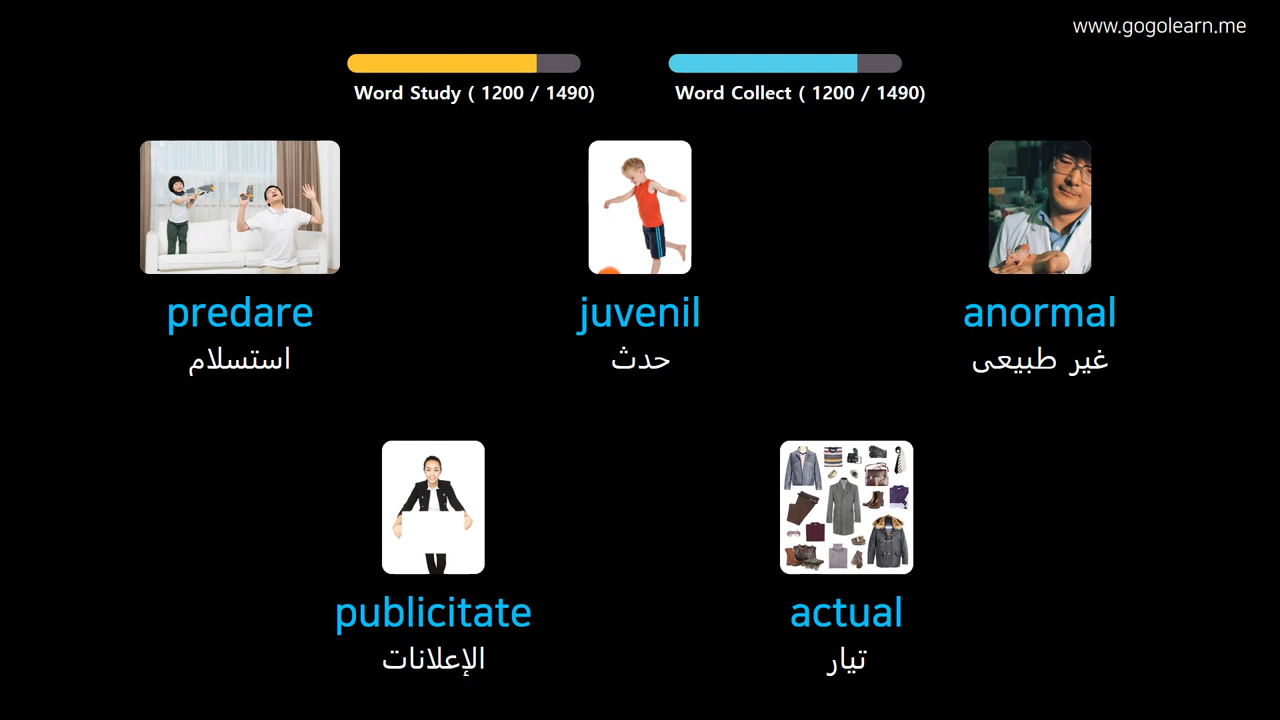 www.gogolearn.me
Word Study ( 1200 / 1490)
Word Collect ( 1200 / 1490)
predare
استسلام
juvenil
حدث
anormal
غير طبيعى
publicitate
الإعلانات
actual
تيار